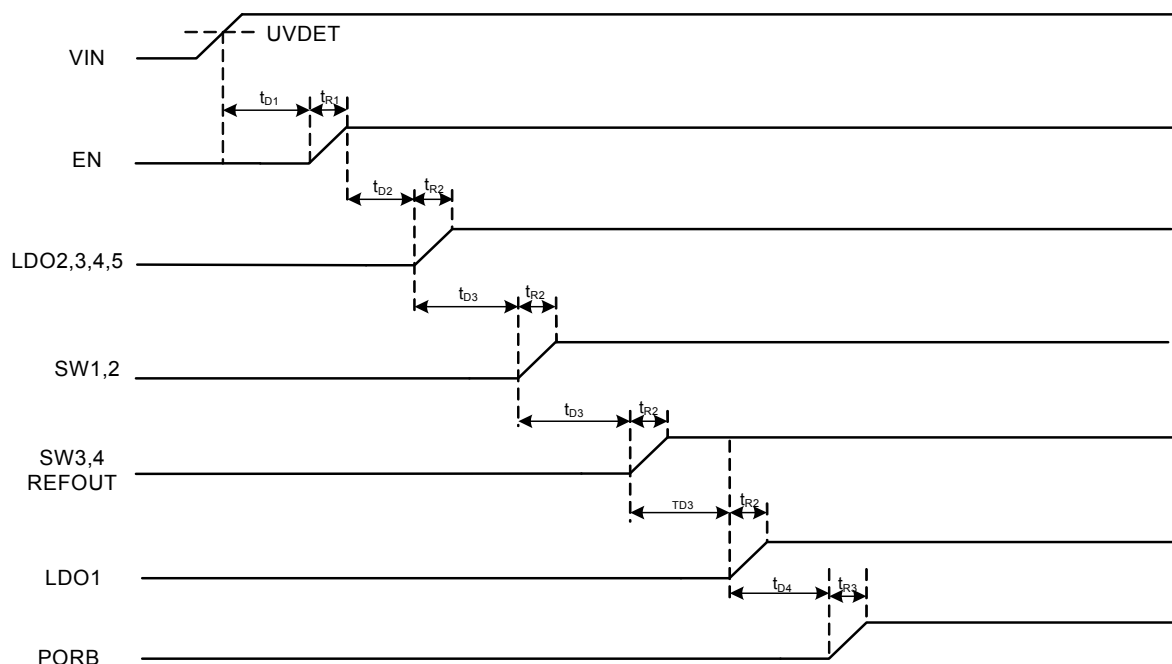 UVDET
VIN
tD1
tR1
EN
tD2
tR2
LDO2,3,4,5
tD3
tR2
SW1,2
tD3
tR2
SW3,4
REFOUT
TD3
tR2
LDO1
tD4
tR3
PORB